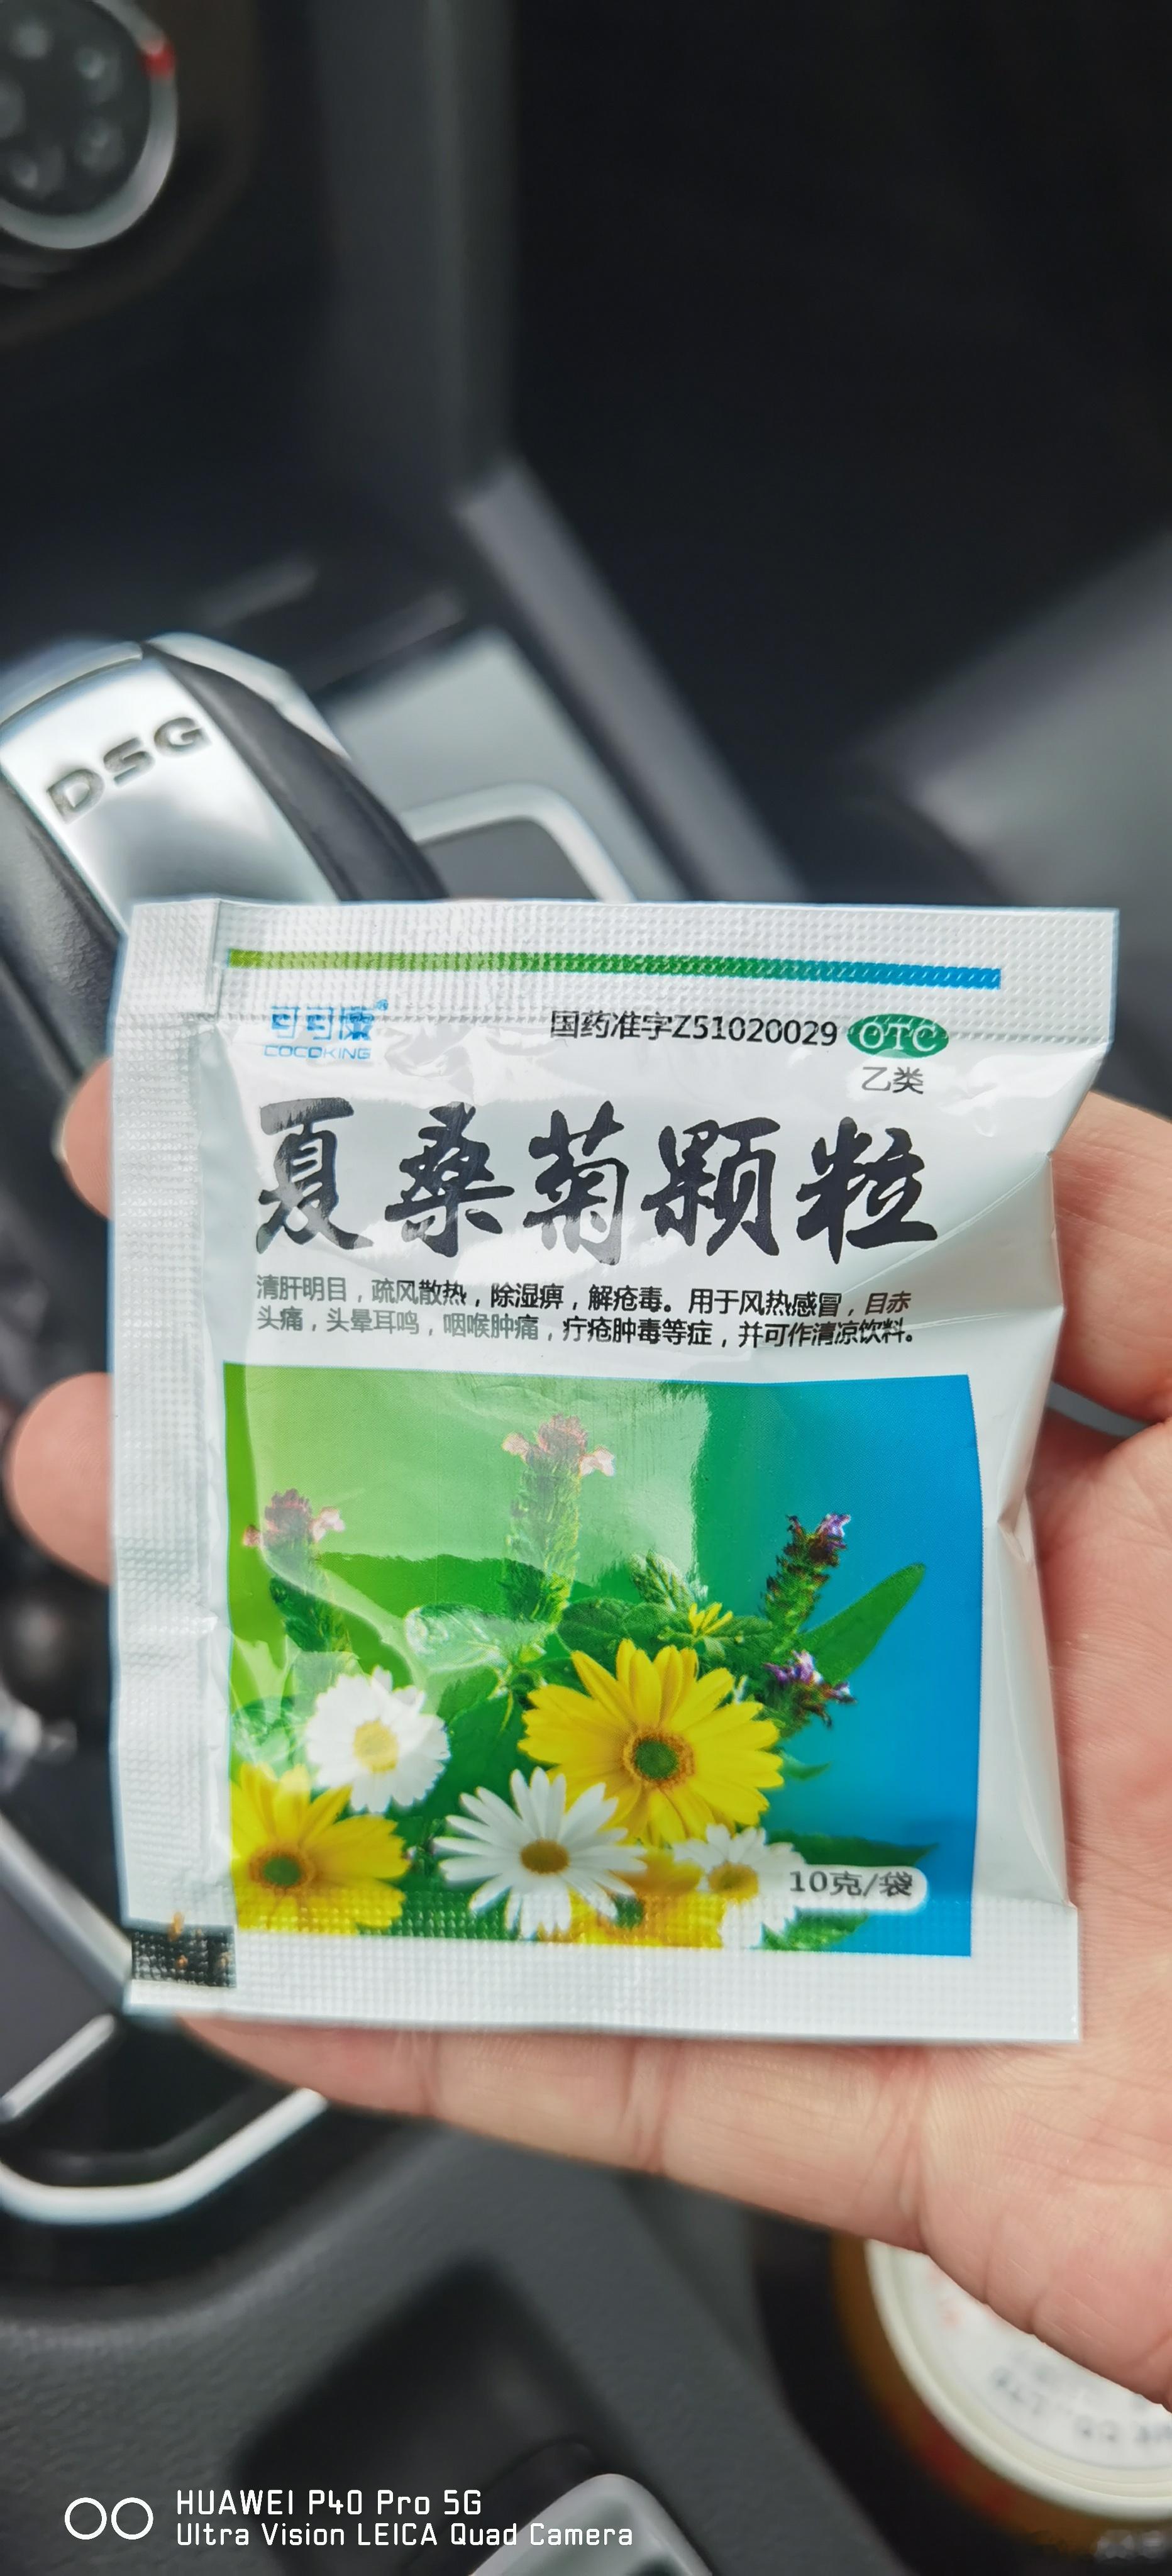 DSG
可可康®
COCOKING
国药准字Z51020029 OTC
乙类
夏桑菊颗粒
清肝明目，疏风散热，除湿痹，解疮毒。用于风热感冒，目赤
头痛，头晕耳鸣，咽喉肿痛，疔疮肿毒等症，并可作清凉饮料。
10克/袋
HUAWEI P40 Pro 5G
Ultra Vision LEICA Quad Camera